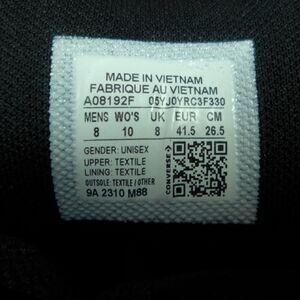 MADE IN VIETNAM
FABRIQUE AU VIETNAM
A08192F 05YJ0YRC3F330
MENS WO'S UK EUR CM
8 10 8 41.5 26.5
GENDER: UNISEX
UPPER: TEXTILE
LINING: TEXTILE
OUTSOLE: TEXTILE / OTHER
9A 2310 M88
CONVERSE